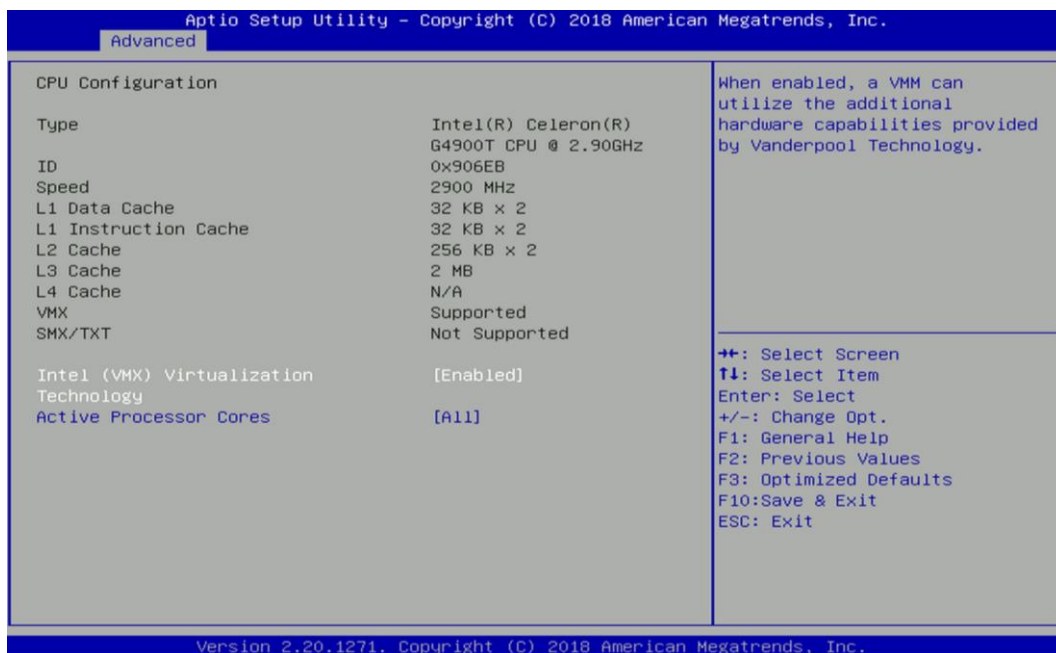 Aptio Setup Utility – Copyright (C) 2018 American Megatrends, Inc.
Advanced
CPU Configuration
Type Intel(R) Celeron(R)
G4900T CPU @ 2.90GHz
ID 0x906EB
Speed 2900 MHz
L1 Data Cache 32 KB x 2
L1 Instruction Cache 32 KB x 2
L2 Cache 256 KB x 2
L3 Cache 2 MB
L4 Cache N/A
VMX Supported
SMX/TXT Not Supported
Intel (VMX) Virtualization [Enabled]
Technology
Active Processor Cores [All]
When enabled, a VMM can
utilize the additional
hardware capabilities provided
by Vanderpool Technology.
→←: Select Screen
↑↓: Select Item
Enter: Select
+/-: Change Opt.
F1: General Help
F2: Previous Values
F3: Optimized Defaults
F10:Save & Exit
ESC: Exit
Version 2.20.1271. Copyright (C) 2018 American Megatrends, Inc.